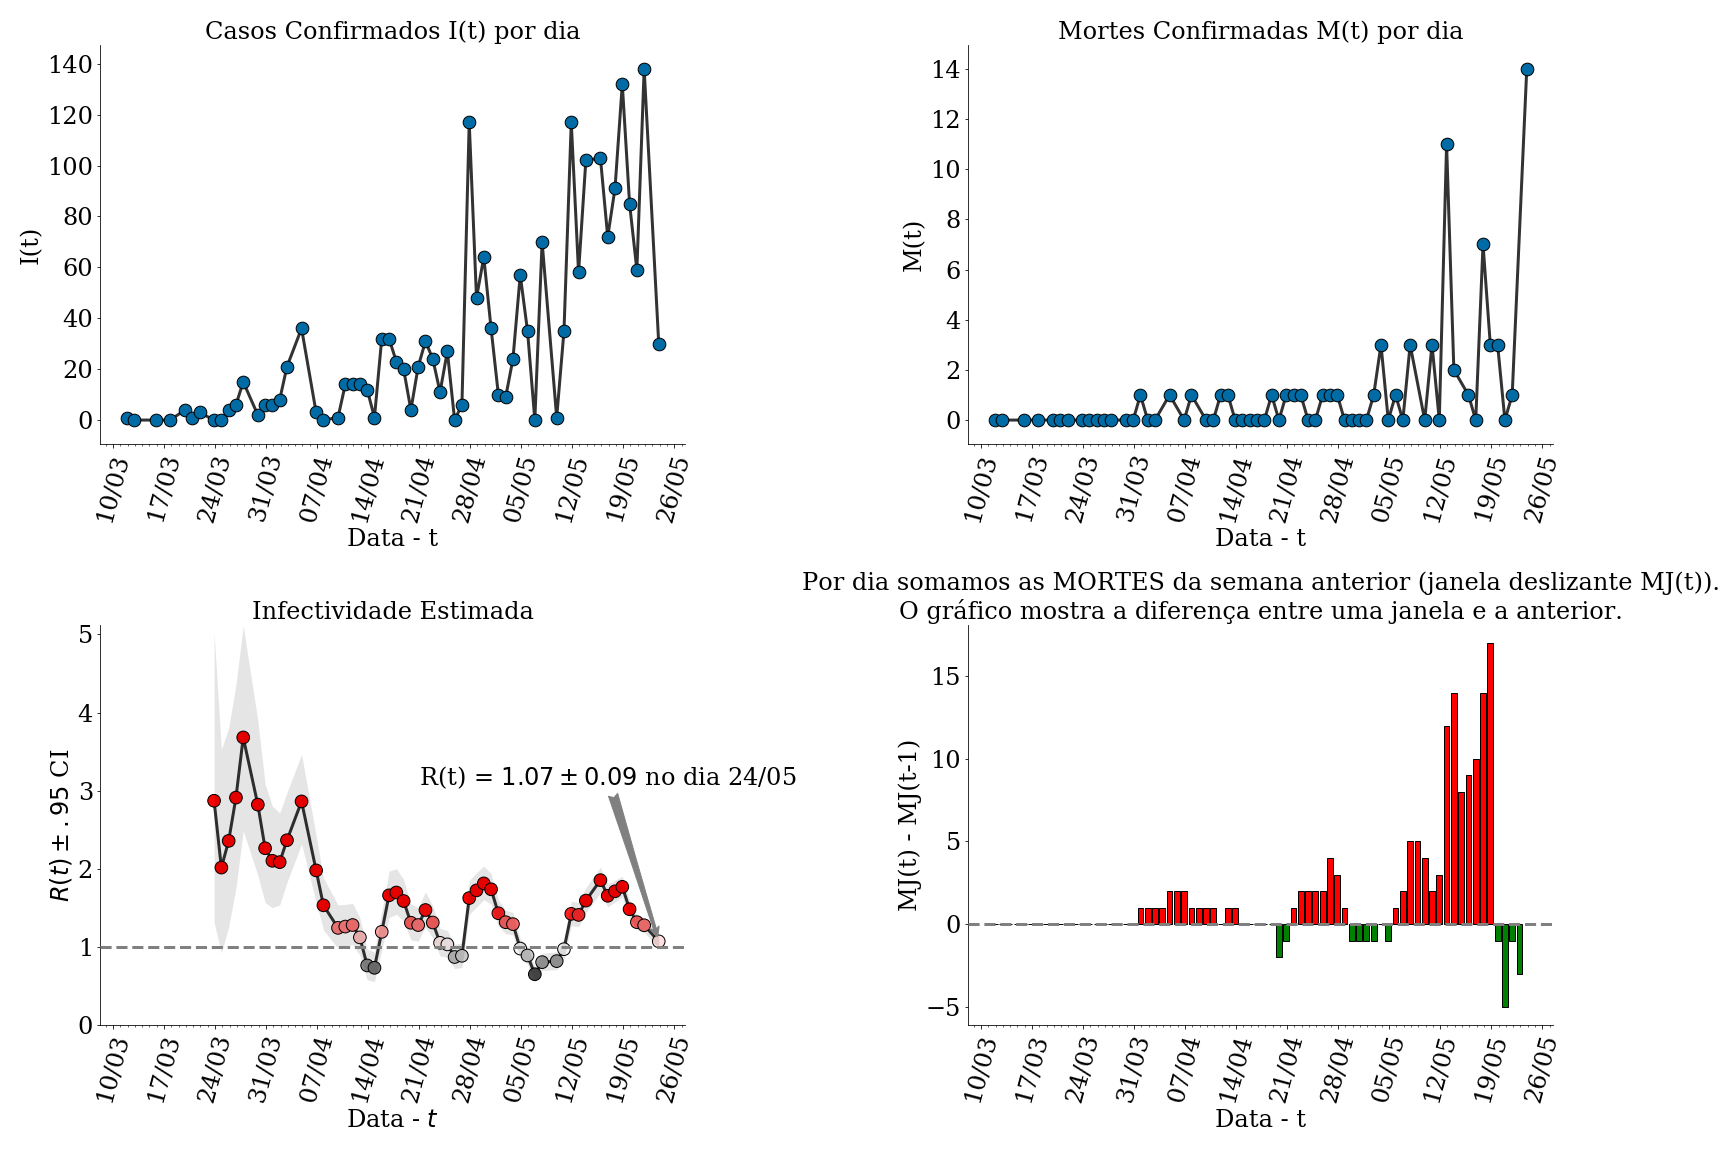 Casos Confirmados I(t) por dia
I(t)
140
120
100
80
60
40
20
0
10/03 17/03 24/03 31/03 07/04 14/04 21/04 28/04 05/05 12/05 19/05 26/05
Data - t
Mortes Confirmadas M(t) por dia
M(t)
14
12
10
8
6
4
2
0
10/03 17/03 24/03 31/03 07/04 14/04 21/04 28/04 05/05 12/05 19/05 26/05
Data - t
Infectividade Estimada
R(t) ± .95 CI
5
4
3
2
1
0
R(t) = 1.07 ± 0.09 no dia 24/05
10/03 17/03 24/03 31/03 07/04 14/04 21/04 28/04 05/05 12/05 19/05 26/05
Data - t
Por dia somamos as MORTES da semana anterior (janela deslizante MJ(t)).
O gráfico mostra a diferença entre uma janela e a anterior.
MJ(t) - MJ(t-1)
15
10
5
0
−5
10/03 17/03 24/03 31/03 07/04 14/04 21/04 28/04 05/05 12/05 19/05 26/05
Data - t